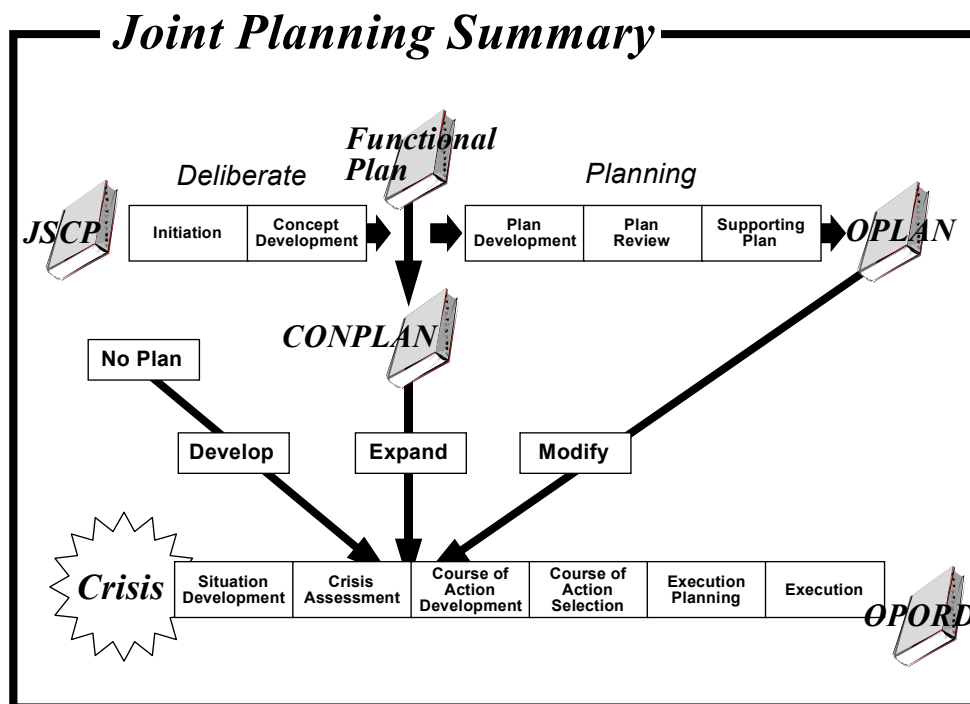 Joint Planning Summary
Functional
Plan
Deliberate
Planning
JSCP
Initiation
Concept
Development
Plan
Development
Plan
Review
Supporting
Plan
OPLAN
CONPLAN
No Plan
Develop
Expand
Modify
Crisis
Situation
Development
Crisis
Assessment
Course of
Action
Development
Course of
Action
Selection
Execution
Planning
Execution
OPORD